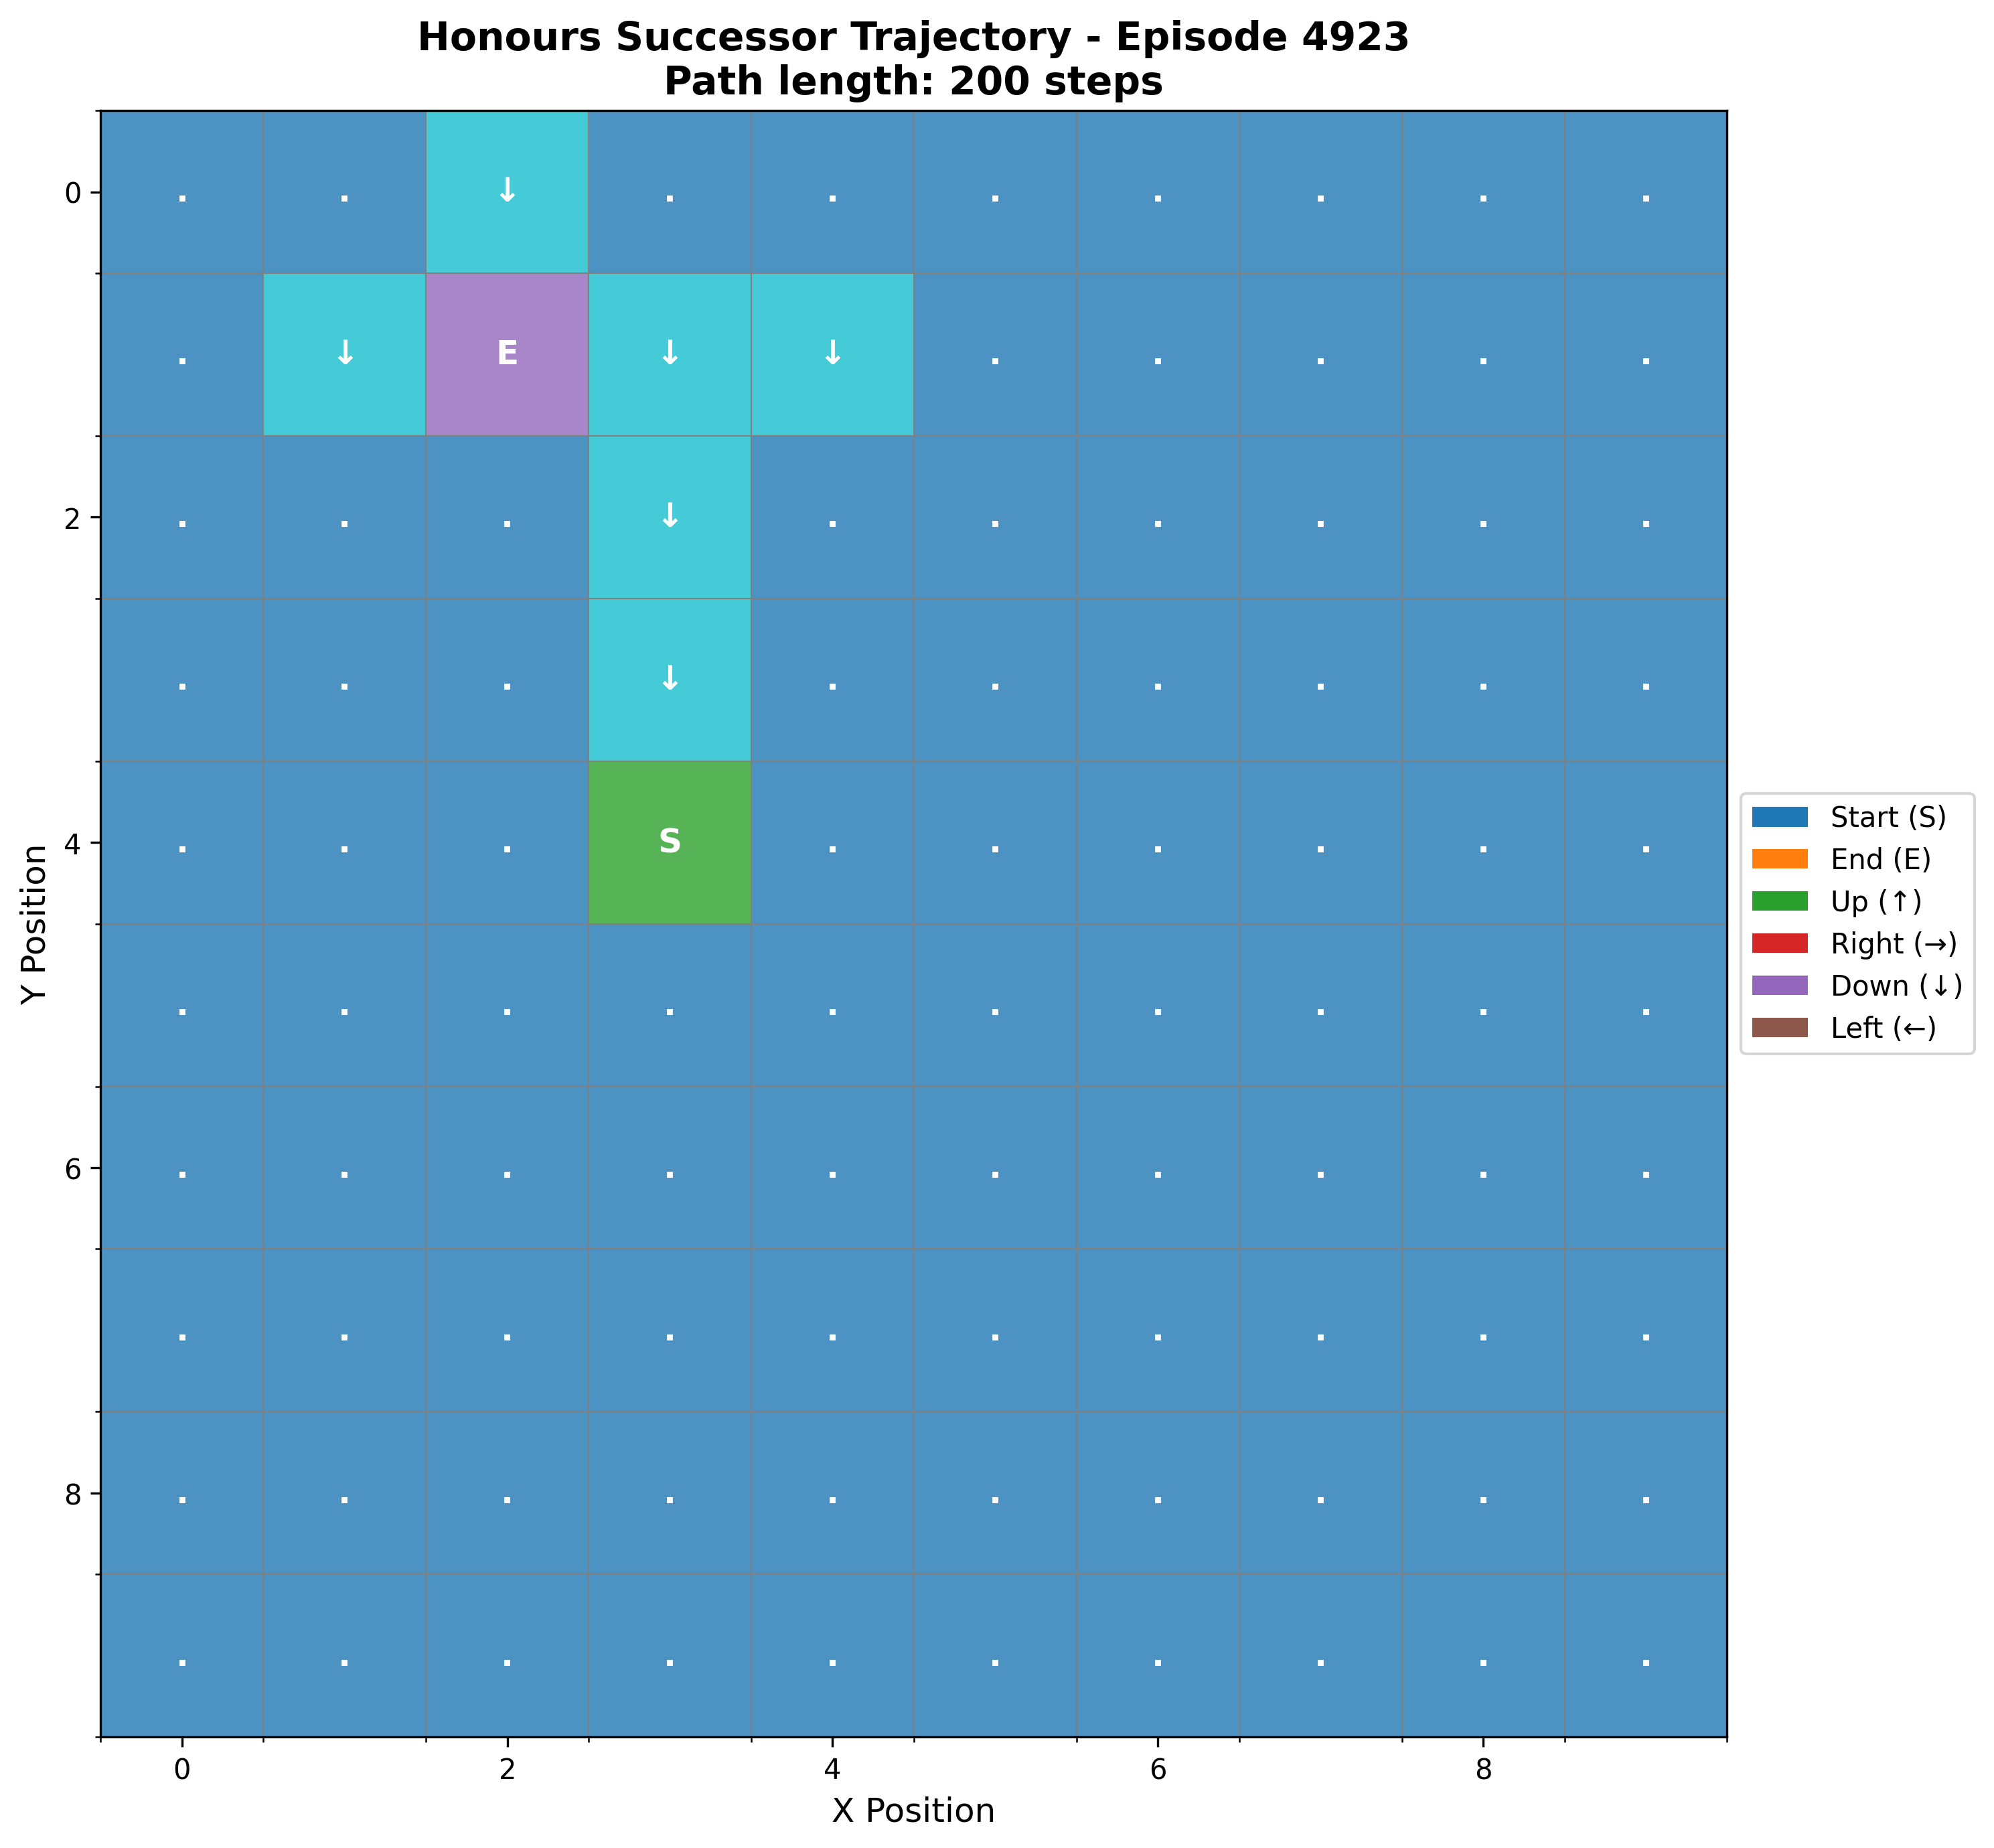 Honours Successor Trajectory - Episode 4923
Path length: 200 steps
0
. . ↓ . . . . . . .
. ↓ E ↓ ↓ . . . . .
2
. . . ↓ . . . . . .
. . . ↓ . . . . . .
4
. . . S . . . . . .
. . . . . . . . . .
6
. . . . . . . . . .
. . . . . . . . . .
8
. . . . . . . . . .
. . . . . . . . . .
0 2 4 6 8
X Position
Y Position
Start (S)
End (E)
Up (↑)
Right (→)
Down (↓)
Left (←)